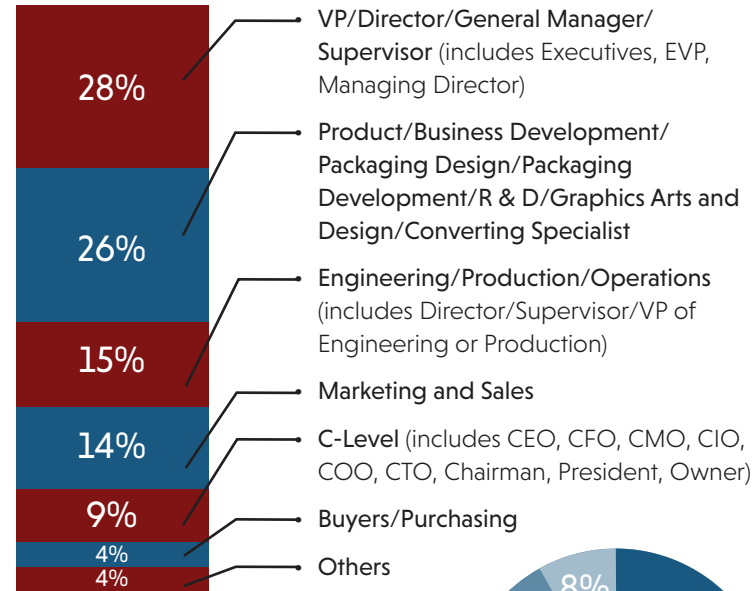 28%
VP/Director/General Manager/
Supervisor (includes Executives, EVP,
Managing Director)
26%
Product/Business Development/
Packaging Design/Packaging
Development/R & D/Graphics Arts and
Design/Converting Specialist
15%
Engineering/Production/Operations
(includes Director/Supervisor/VP of
Engineering or Production)
14%
Marketing and Sales
9%
C-Level (includes CEO, CFO, CMO, CIO,
COO, CTO, Chairman, President, Owner)
4%
Buyers/Purchasing
4%
Others
8%